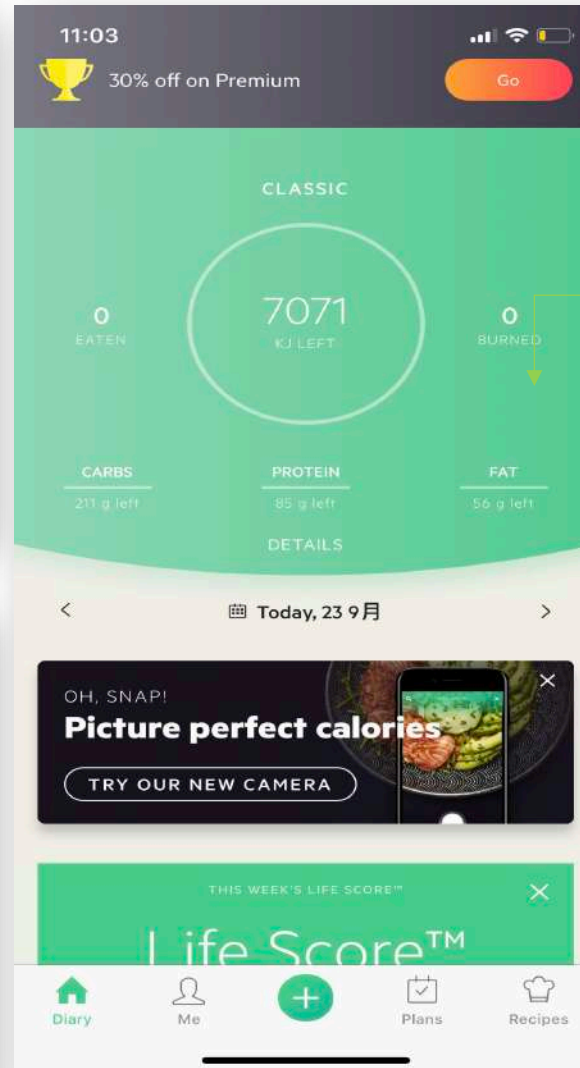 11:03
30% off on Premium
Go
CLASSIC
7071
KJ LEFT
0
EATEN
0
BURNED
CARBS
211 g left
PROTEIN
85 g left
FAT
56 g left
DETAILS
Today, 23 9月
OH, SNAP!
Picture perfect calories
TRY OUR NEW CAMERA
THIS WEEK'S LIFE SCORE™
Life Score™
Diary
Me
Plans
Recipes